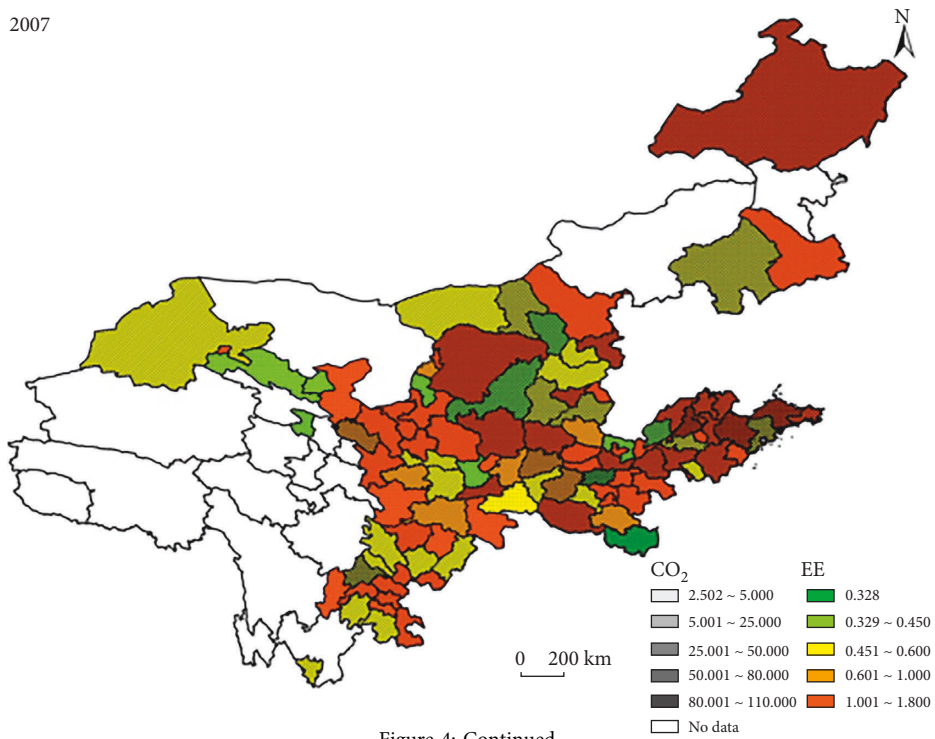 2007
N
0 200 km
CO₂
2.502 ~ 5.000
5.001 ~ 25.000
25.001 ~ 50.000
50.001 ~ 80.000
80.001 ~ 110.000
No data
EE
0.328
0.329 ~ 0.450
0.451 ~ 0.600
0.601 ~ 1.000
1.001 ~ 1.800
Figure 4: Continued